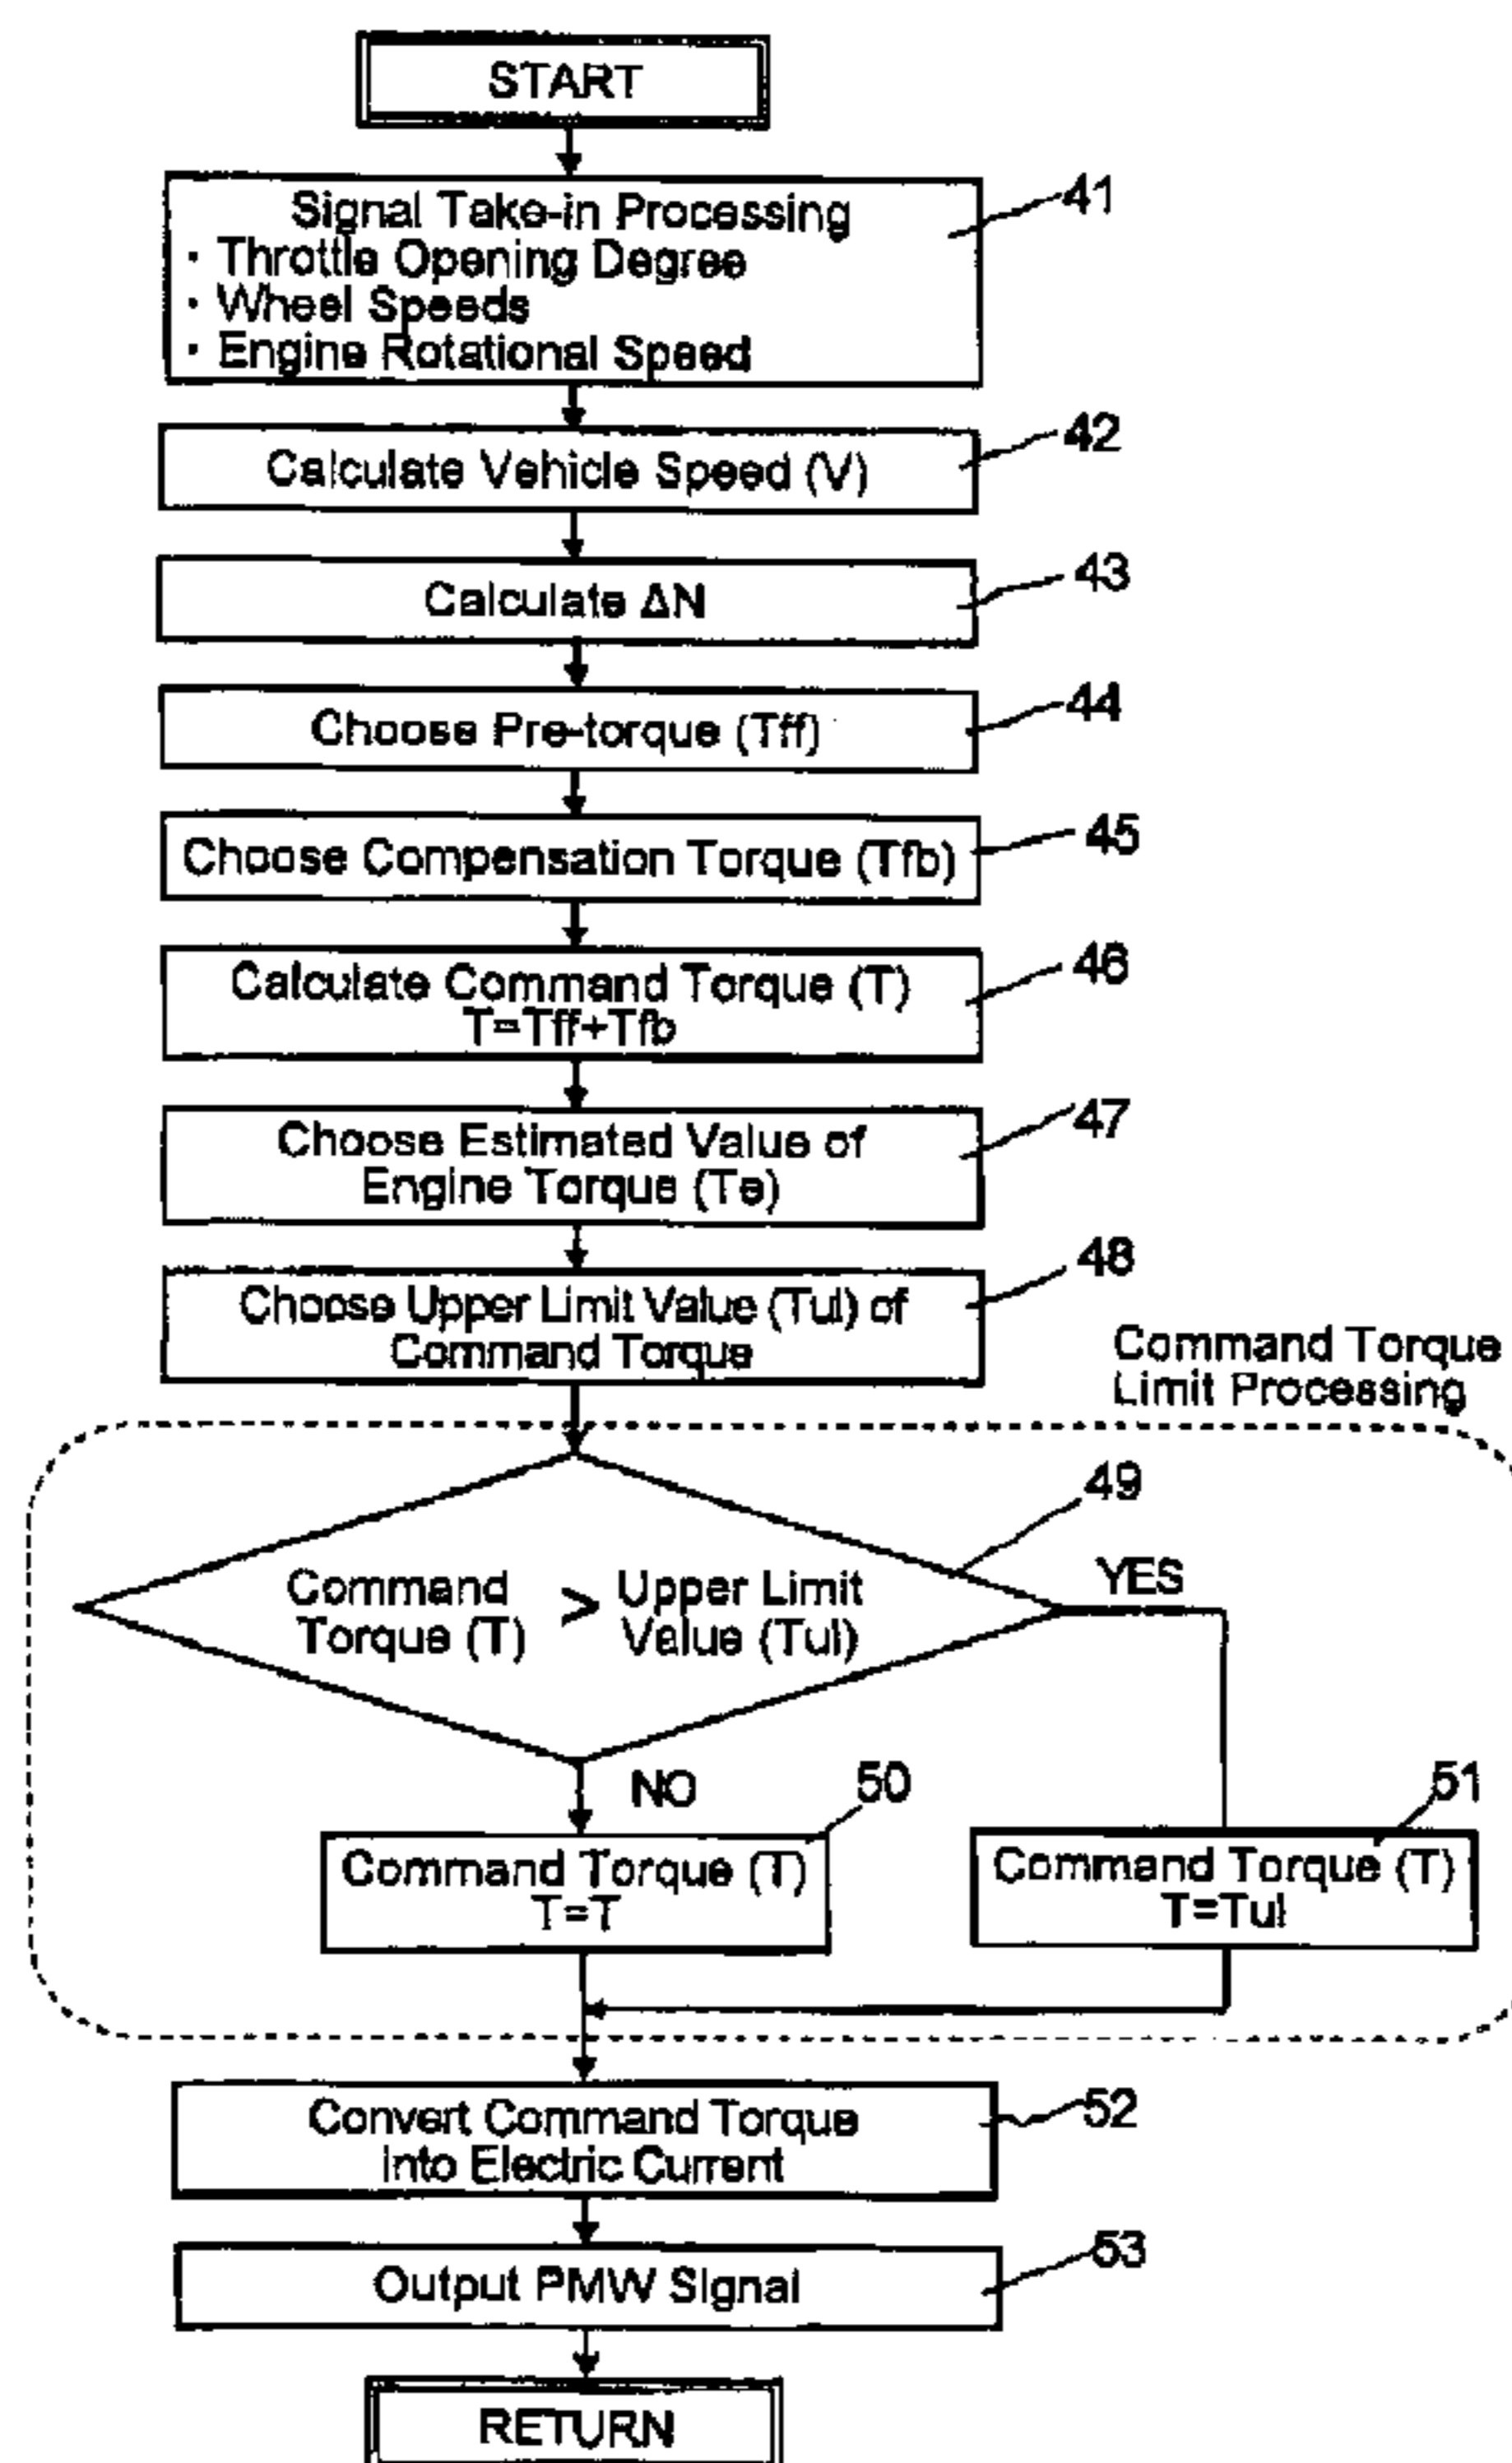 START
Signal Take-in Processing
· Throttle Opening Degree
· Wheel Speeds
· Engine Rotational Speed
41
Calculate Vehicle Speed (V)
42
Calculate ΔN
43
Choose Pre-torque (Tff)
44
Choose Compensation Torque (Tfb)
45
Calculate Command Torque (T)
T=Tff+Tfb
46
Choose Estimated Value of
Engine Torque (Te)
47
Choose Upper Limit Value (Tul) of
Command Torque
48
Command Torque
Limit Processing
49
Command
Torque (T)
>
Upper Limit
Value (Tul)
YES
NO
50
Command Torque (T)
T=T
51
Command Torque (T)
T=Tul
Convert Command Torque
into Electric Current
52
Output PMW Signal
53
RETURN